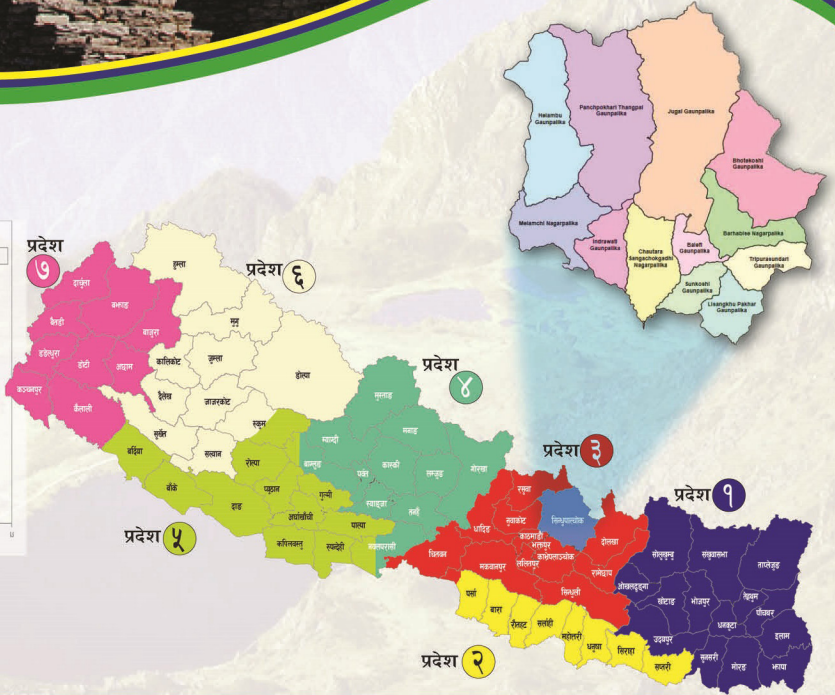 Helambu
Gaunpalika
Panchpokhari Thangpal
Gaunpalika
Jugal Gaunpalika
Bhotekoshi
Gaunpalika
Melamchi Nagarpalika
Indrawati
Gaunpalika
Chautara
Sangachokgadhi
Nagarpalika
Balefi
Gaunpalika
Barhabise Nagarpalika
Tripurasundari
Gaunpalika
Sunkoshi
Gaunpalika
Lisangkhu Pakhar
Gaunpalika
प्रदेश ७
दार्चुला
बझाङ
बैतडी
बाजुरा
डडेल्धुरा
डोटी
अछाम
कञ्चनपुर
कैलाली
प्रदेश ६
हुम्ला
मुगु
कालिकोट
जुम्ला
डोल्पा
दैलेख
जाजरकोट
रुकुम
सुर्खेत
सल्यान
प्रदेश ४
मुस्ताङ
मनाङ
म्याग्दी
बाग्लुङ
पर्वत
कास्की
लमजुङ
गोरखा
स्याङ्जा
तनहुँ
नवलपरासी
प्रदेश ५
बर्दिया
बाँके
दाङ
रोल्पा
प्युठान
गुल्मी
अर्घाखाँची
पाल्पा
कपिलवस्तु
रुपन्देही
प्रदेश ३
रसुवा
नुवाकोट
सिन्धुपाल्चोक
धादिङ
काठमाडौं
भक्तपुर
काभ्रेपलाञ्चोक
दोलखा
चितवन
मकवानपुर
ललितपुर
रामेछाप
सिन्धुली
प्रदेश १
सोलुखुम्बु
संखुवासभा
ताप्लेजुङ
ओखलढुङ्गा
खोटाङ
भोजपुर
तेह्रथुम
पाँचथर
धनकुटा
उदयपुर
इलाम
सुनसरी
मोरङ
झापा
प्रदेश २
पर्सा
बारा
रौतहट
सर्लाही
महोत्तरी
धनुषा
सिराहा
सप्तरी